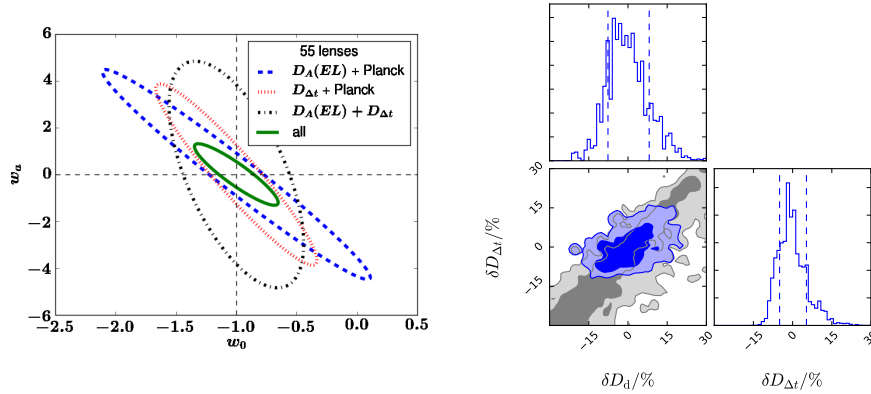 55 lenses
D_A(EL) + Planck
D_Δt + Planck
D_A(EL) + D_Δt
all
6
4
2
0
−2
−4
−6
w_a
−2.5 −2.0 −1.5 −1.0 −0.5 0.0 0.5
w_0
30
15
0
−15
δD_Δt/%
−15 0 15 30
−15 0 15 30
δD_d/%
δD_Δt/%